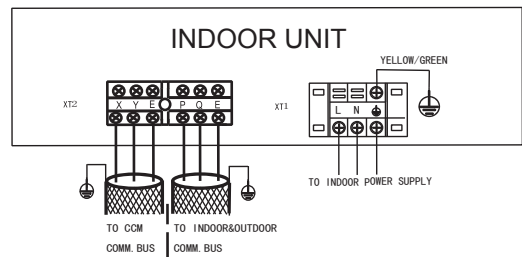 INDOOR UNIT
YELLOW/GREEN
XT2
X Y E P Q E
XT1
L N
TO INDOOR POWER SUPPLY
TO CCM
COMM. BUS
TO INDOOR&OUTDOOR
COMM. BUS